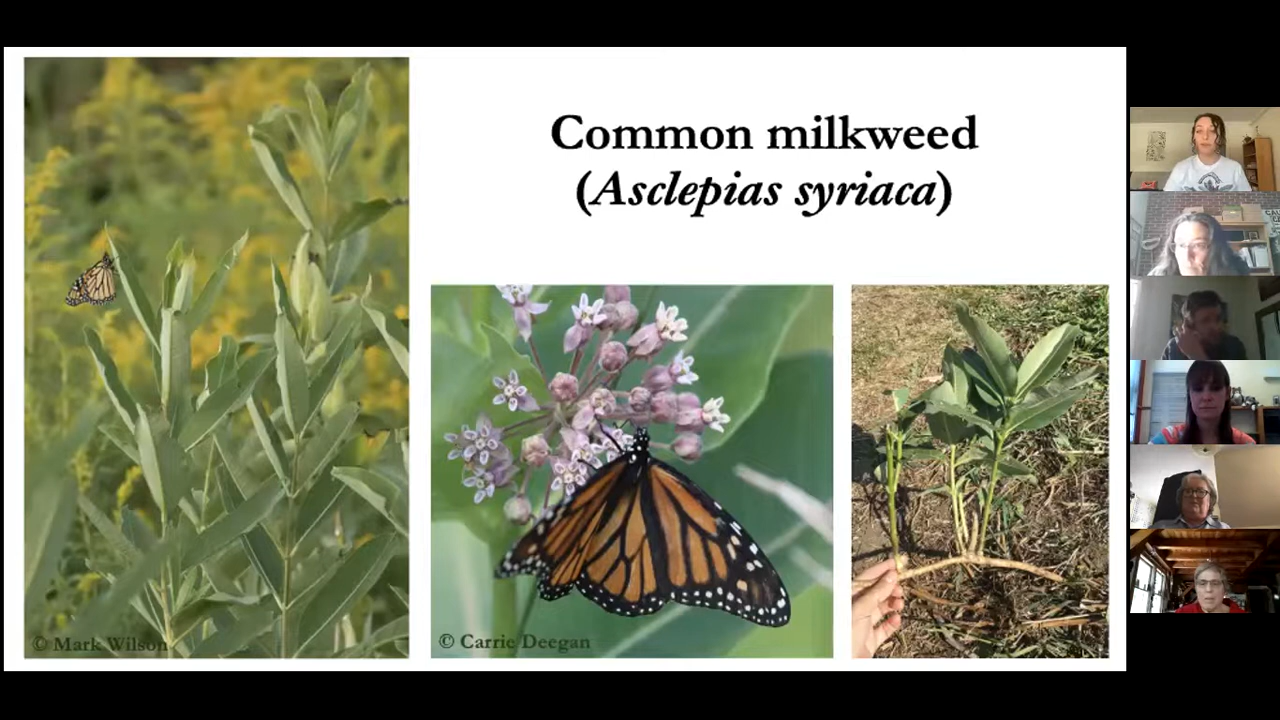 Common milkweed
(Asclepias syriaca)
© Mark Wilson
© Carrie Deegan